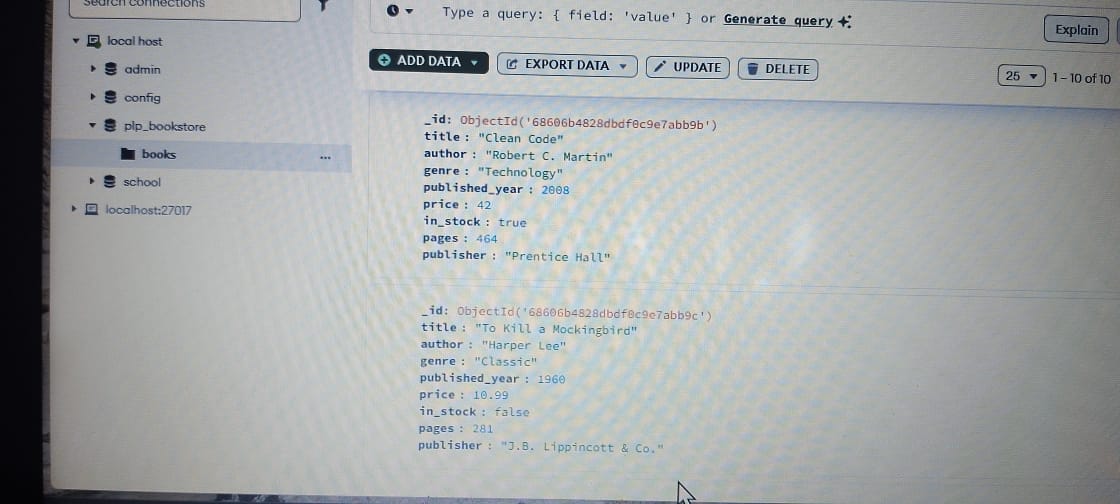 Search connections
local host
admin
config
plp_bookstore
books
...
school
localhost:27017
Type a query: { field: 'value' } or Generate query
Explain
ADD DATA
EXPORT DATA
UPDATE
DELETE
25
1 – 10 of 10
_id: ObjectId('68606b4828dbdf0c9e7abb9b')
title : "Clean Code"
author : "Robert C. Martin"
genre : "Technology"
published_year : 2008
price : 42
in_stock : true
pages : 464
publisher : "Prentice Hall"
_id: ObjectId('68606b4828dbdf0c9e7abb9c')
title : "To Kill a Mockingbird"
author : "Harper Lee"
genre : "Classic"
published_year : 1960
price : 10.99
in_stock : false
pages : 281
publisher : "J.B. Lippincott & Co."